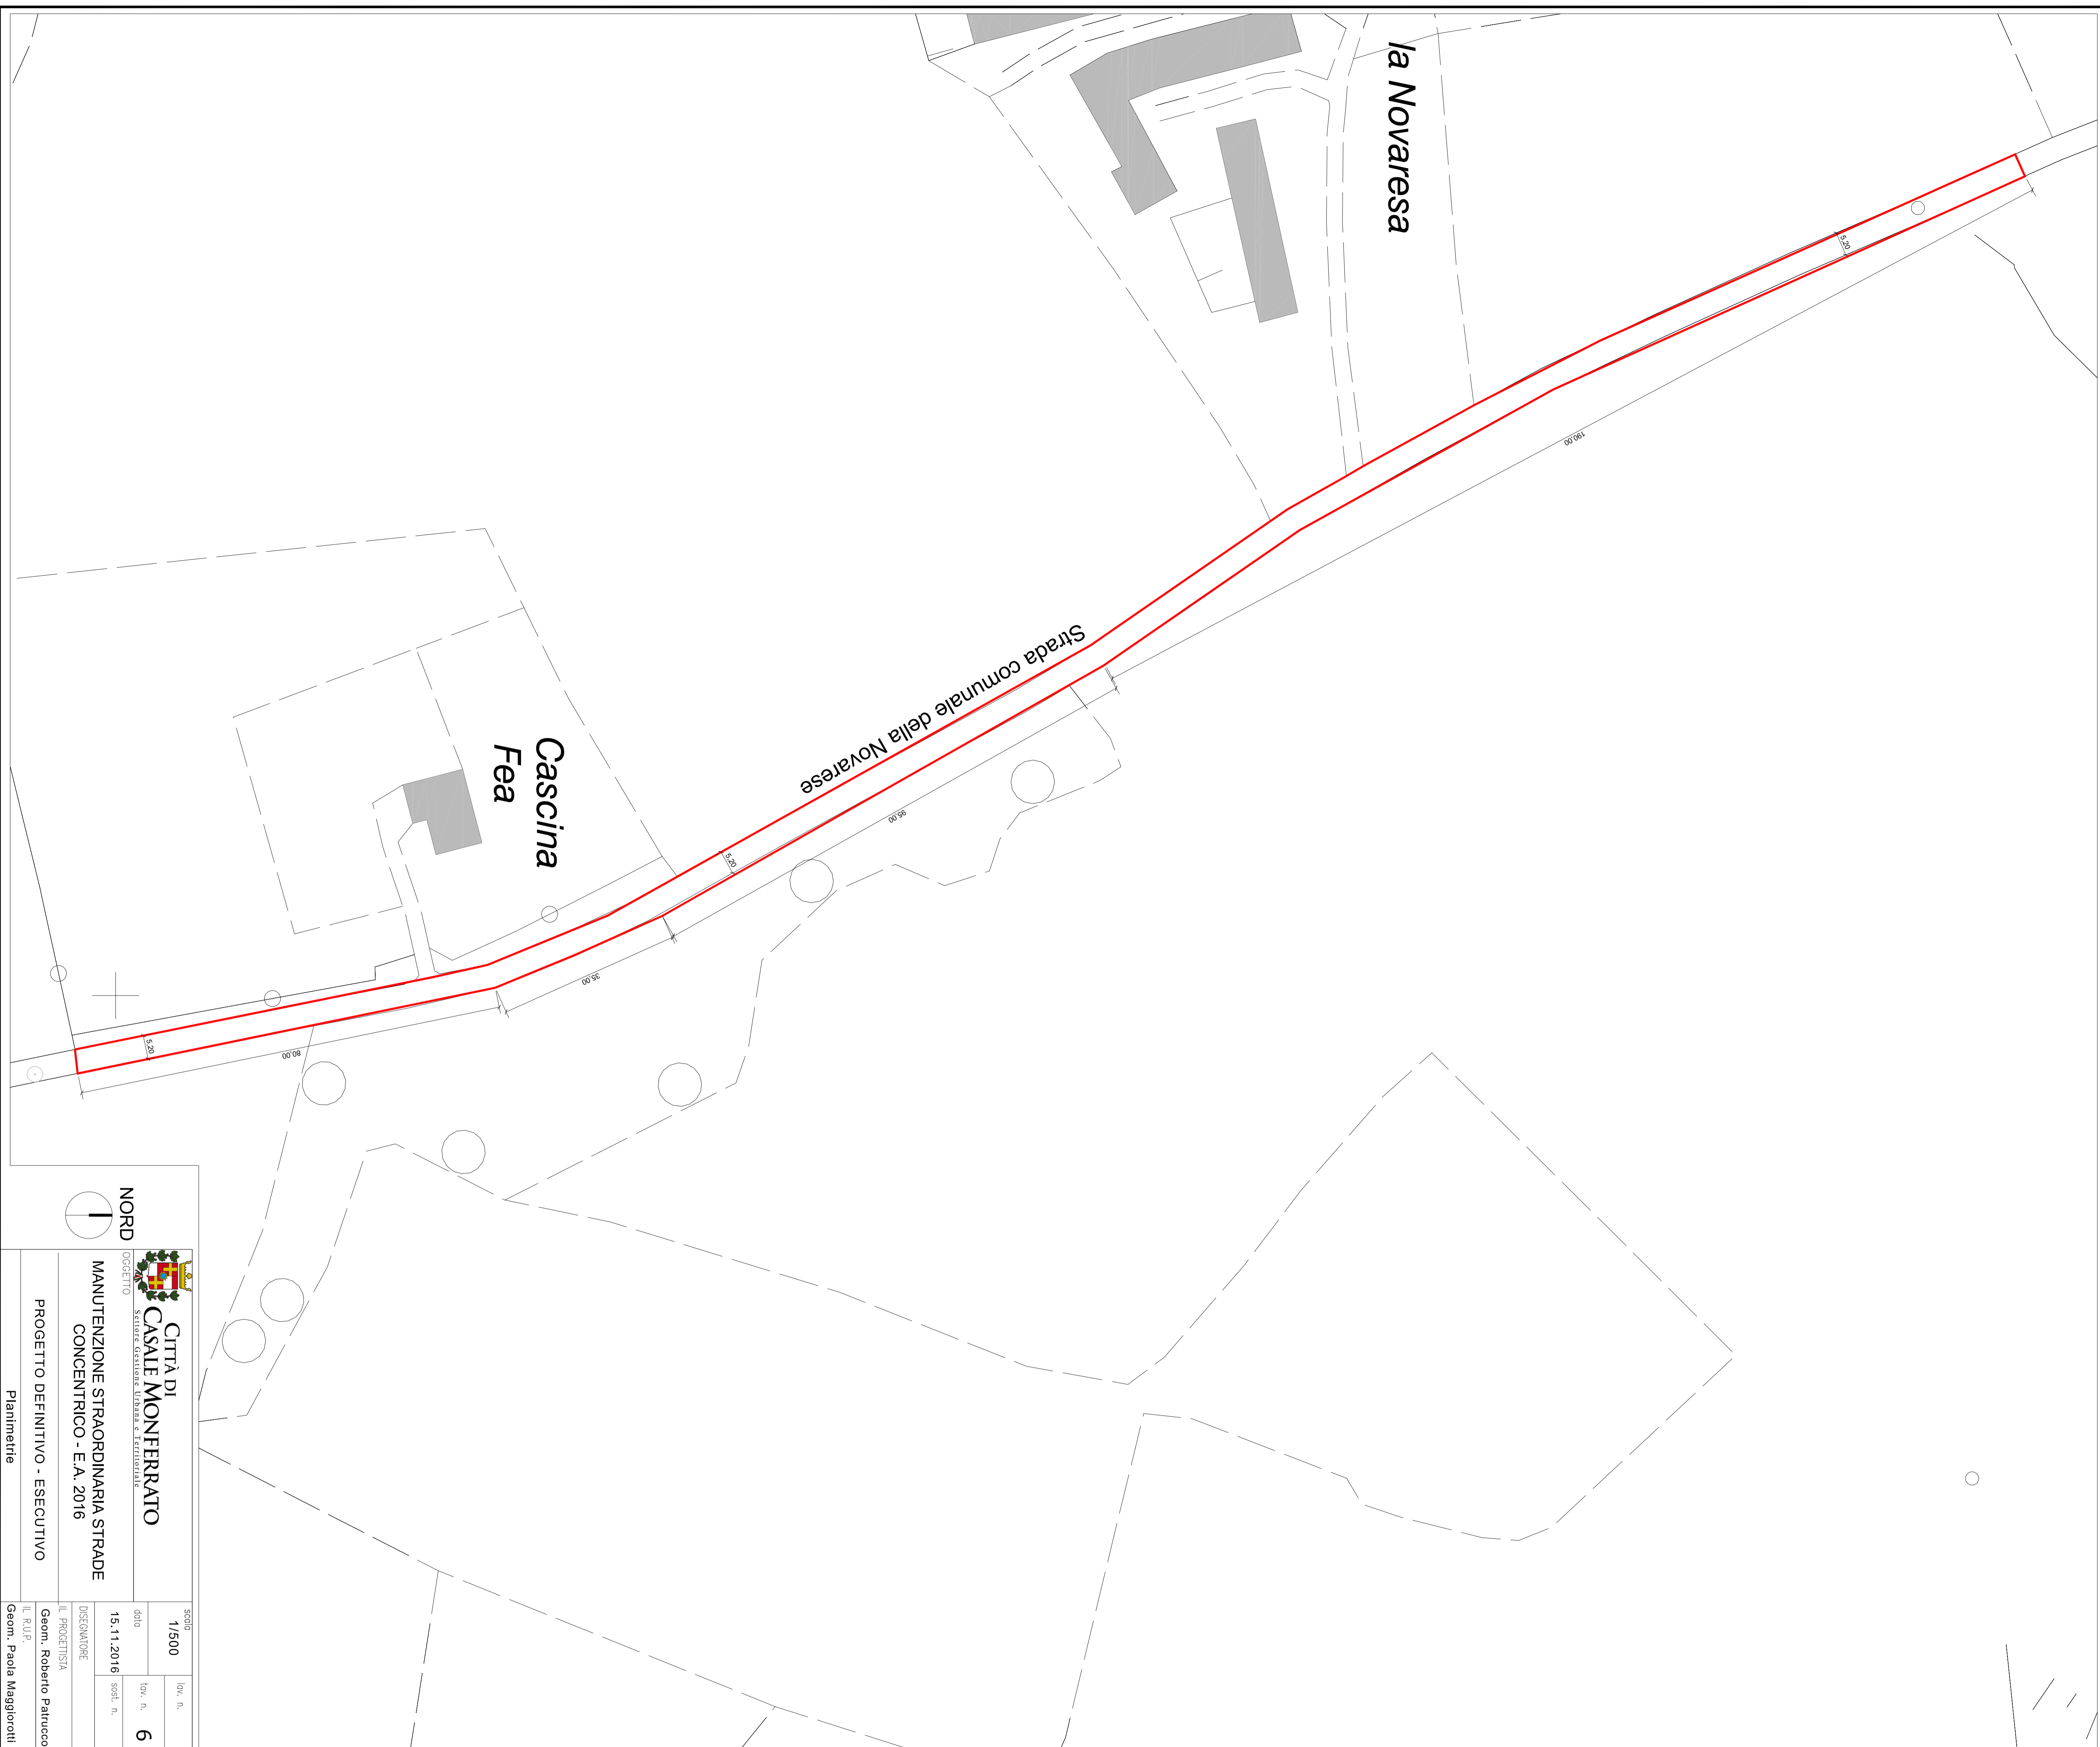 la Novaresa
5.20
190.00
Strada comunale della Novarese
95.00
5.20
Cascina
Fea
35.00
80.00
5.20
NORD
CITTÀ DI
CASALE MONFERRATO
Settore Gestione Urbana e Territoriale
OGGETTO
MANUTENZIONE STRAORDINARIA STRADE
CONCENTRICO - E.A. 2016
PROGETTO DEFINITIVO - ESECUTIVO
Planimetrie
scala
1/500
data
15.11.2016
DISEGNATORE
IL PROGETTISTA
Geom. Roberto Patrucco
IL R.U.P.
Geom. Paola Maggiorotti
lav. n.
tav. n. 6
sost. n.